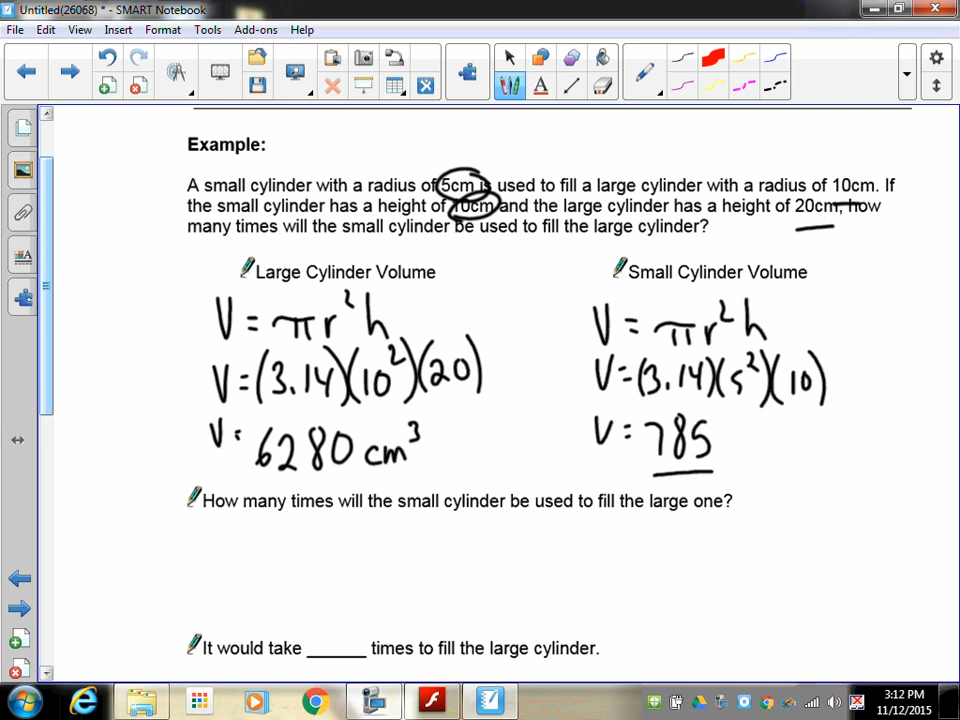 Untitled(26068) * - SMART Notebook
File Edit View Insert Format Tools Add-ons Help
Example:
A small cylinder with a radius of 5cm is used to fill a large cylinder with a radius of 10cm. If
the small cylinder has a height of 10cm and the large cylinder has a height of 20cm, how
many times will the small cylinder be used to fill the large cylinder?
Large Cylinder Volume
Small Cylinder Volume
V = πr²h
V = (3.14)(10²)(20)
V = 6280 cm³
V = πr²h
V = (3.14)(5²)(10)
V = 785
How many times will the small cylinder be used to fill the large one?
It would take ______ times to fill the large cylinder.
3:12 PM
11/12/2015